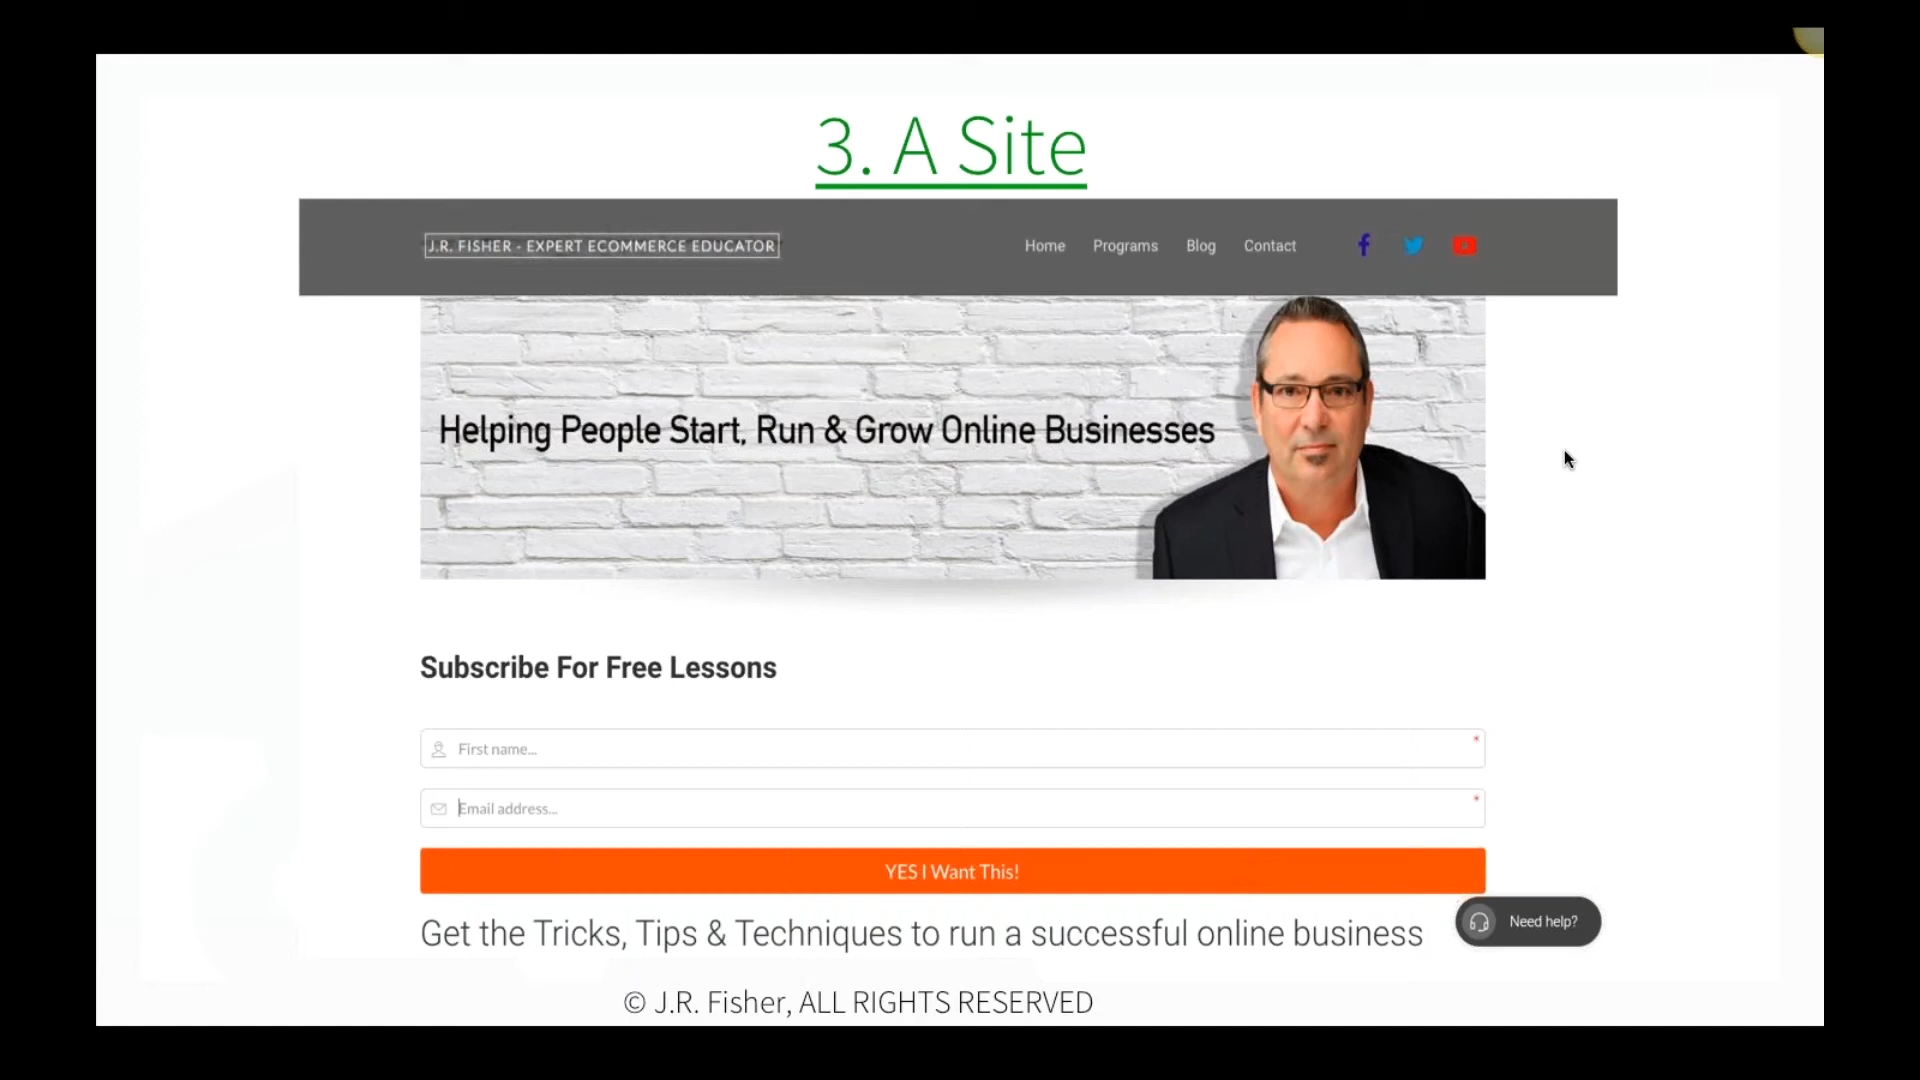 3. A Site
J.R. FISHER - EXPERT ECOMMERCE EDUCATOR
Home Programs Blog Contact
Helping People Start, Run & Grow Online Businesses
Subscribe For Free Lessons
First name... *
Email address... *
YES I Want This!
Get the Tricks, Tips & Techniques to run a successful online business
Need help?
© J.R. Fisher, ALL RIGHTS RESERVED